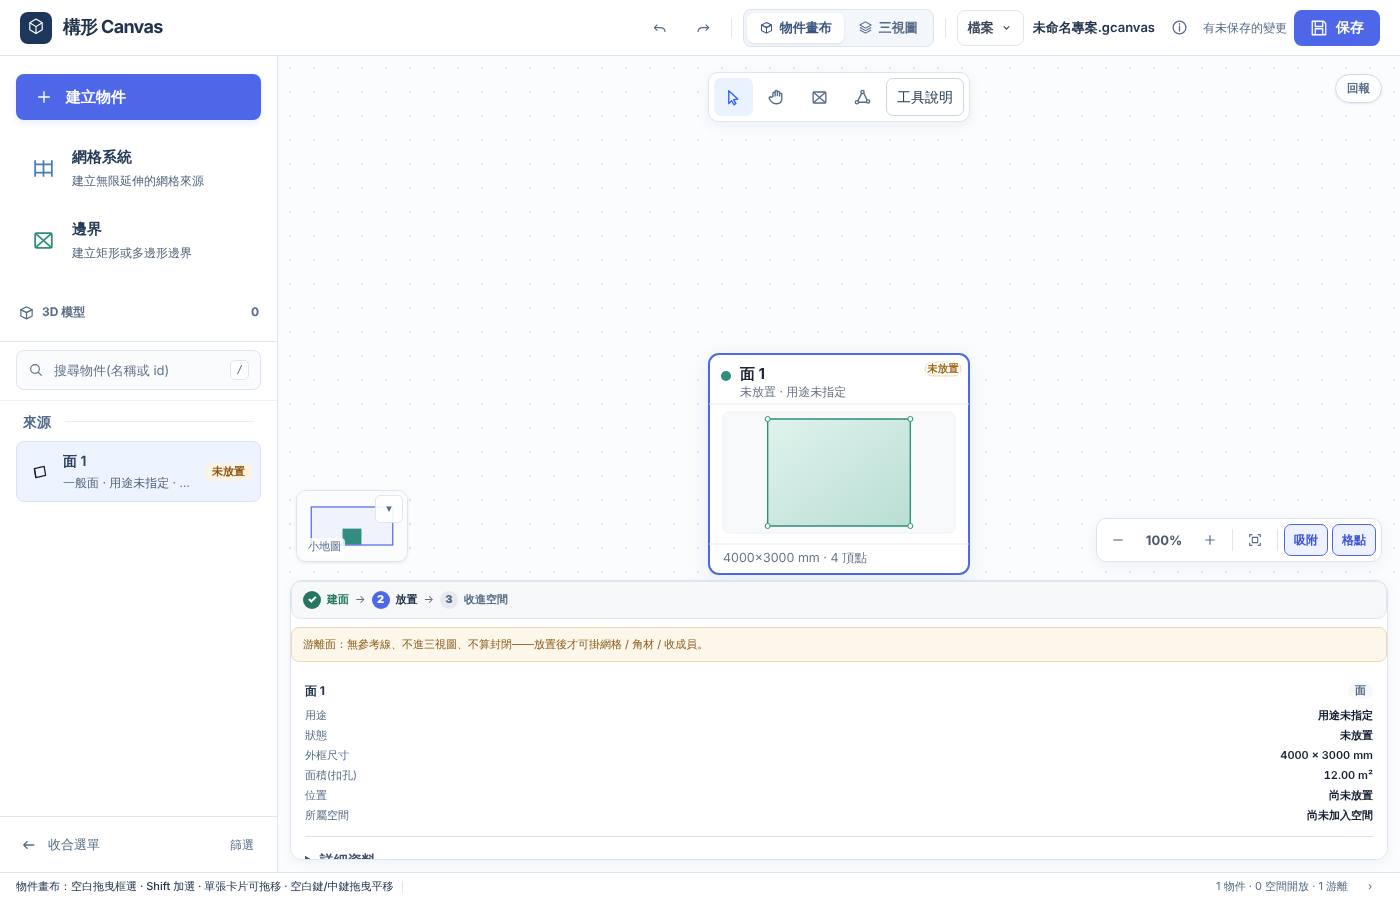 構形 Canvas
物件畫布
三視圖
檔案
未命名專案.gcanvas
有未保存的變更
保存
建立物件
網格系統
建立無限延伸的網格來源
邊界
建立矩形或多邊形邊界
3D 模型
0
搜尋物件(名稱或 id)
/
來源
面 1
一般面 · 用途未指定 · ...
未放置
收合選單
篩選
工具說明
回報
面 1
未放置
未放置 · 用途未指定
4000×3000 mm · 4 頂點
小地圖
100%
吸附
格點
建面 → 2 放置 → 3 收進空間
游離面：無參考線、不進三視圖、不算封閉——放置後才可掛網格 / 角材 / 收成員。
面 1
面
用途
用途未指定
狀態
未放置
外框尺寸
4000 × 3000 mm
面積(扣孔)
12.00 m²
位置
尚未放置
所屬空間
尚未加入空間
詳細資料
物件畫布：空白拖曳框選 · Shift 加選 · 單張卡片可拖移 · 空白鍵/中鍵拖曳平移
1 物件 · 0 空間開放 · 1 游離